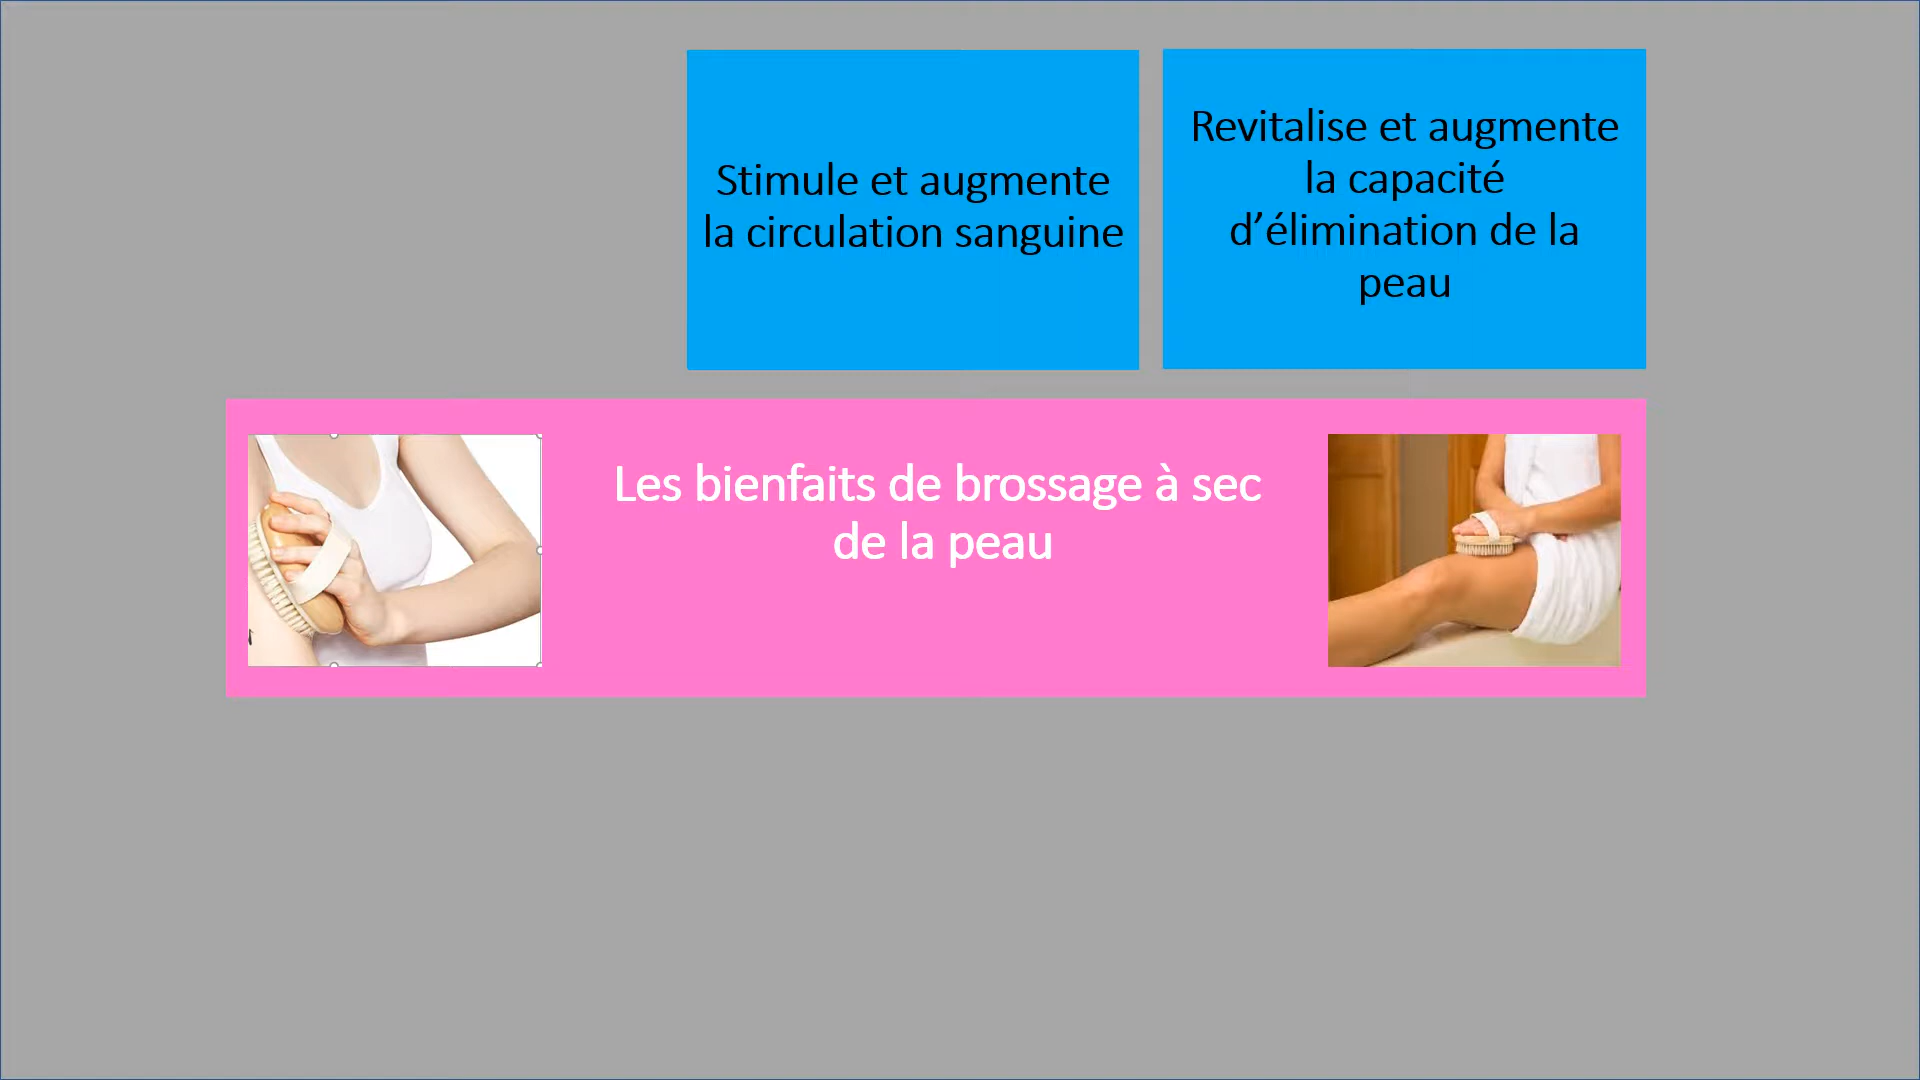 Stimule et augmente
la circulation sanguine
Revitalise et augmente
la capacité
d’élimination de la
peau
Les bienfaits de brossage à sec
de la peau